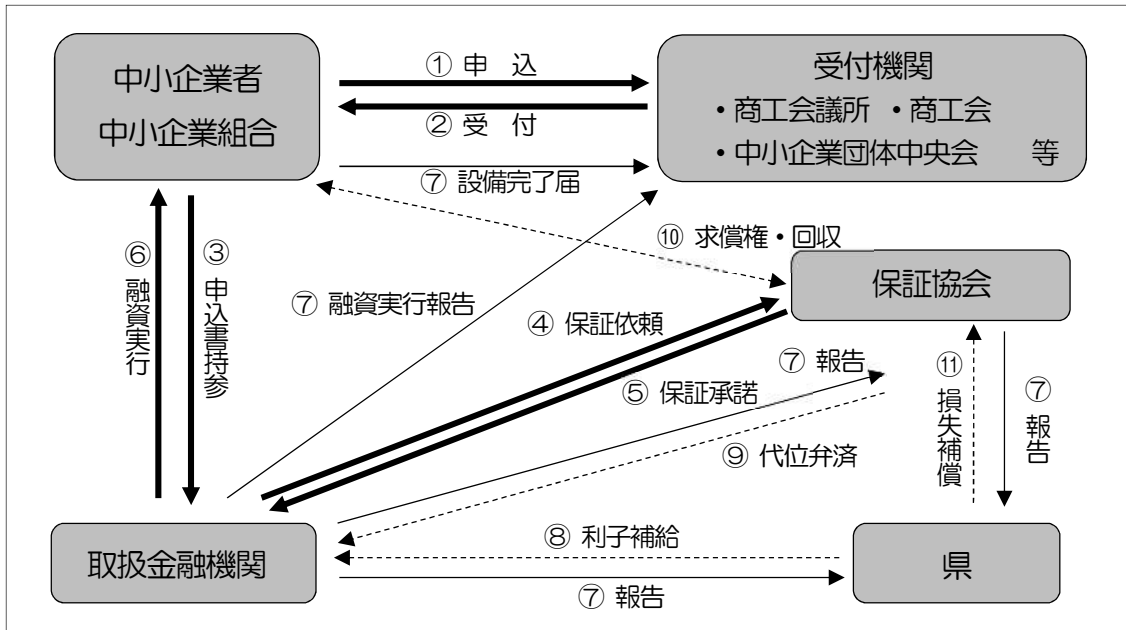 中小企業者
中小企業組合
① 申　込
② 受　付
受付機関
・商工会議所 ・商工会
・中小企業団体中央会　等
⑦ 設備完了届
⑩ 求償権・回収
⑥ 融資実行
③ 申込書持参
⑦ 融資実行報告
④ 保証依頼
保証協会
⑤ 保証承諾
⑦ 報告
⑪ 損失補償
⑦ 報告
⑨ 代位弁済
取扱金融機関
⑧ 利子補給
⑦ 報告
県